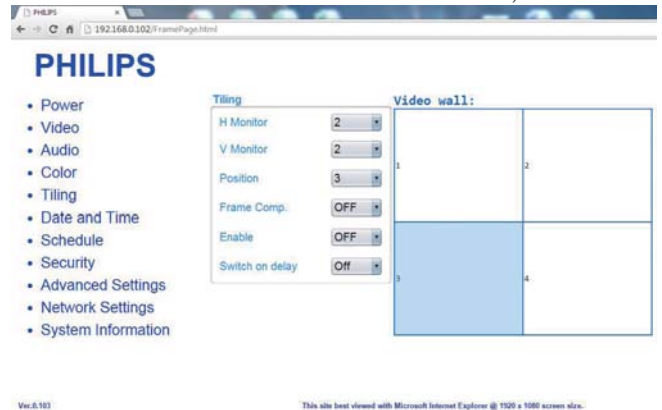 PHILIPS
192.168.0.102/FramePage.html
PHILIPS
• Power
• Video
• Audio
• Color
• Tiling
• Date and Time
• Schedule
• Security
• Advanced Settings
• Network Settings
• System Information
Tiling
H Monitor 2
V Monitor 2
Position 3
Frame Comp. OFF
Enable OFF
Switch on delay Off
Video wall:
1
2
3
4
Ver.0.103
This site best viewed with Microsoft Internet Explorer @ 1920 x 1080 screen size.